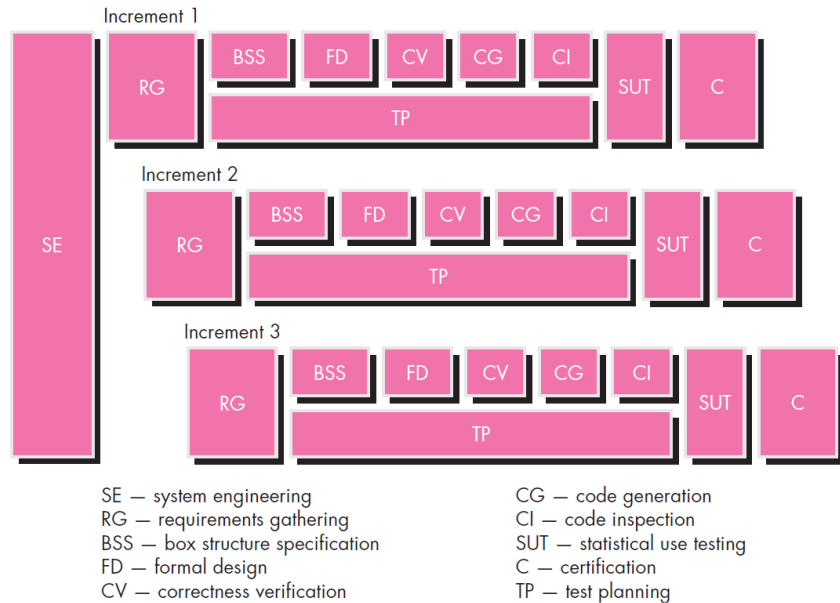 Increment 1
SE
RG
BSS FD CV CG CI
TP
SUT
C
Increment 2
RG
BSS FD CV CG CI
TP
SUT
C
Increment 3
RG
BSS FD CV CG CI
TP
SUT
C
SE — system engineering
RG — requirements gathering
BSS — box structure specification
FD — formal design
CV — correctness verification
CG — code generation
CI — code inspection
SUT — statistical use testing
C — certification
TP — test planning